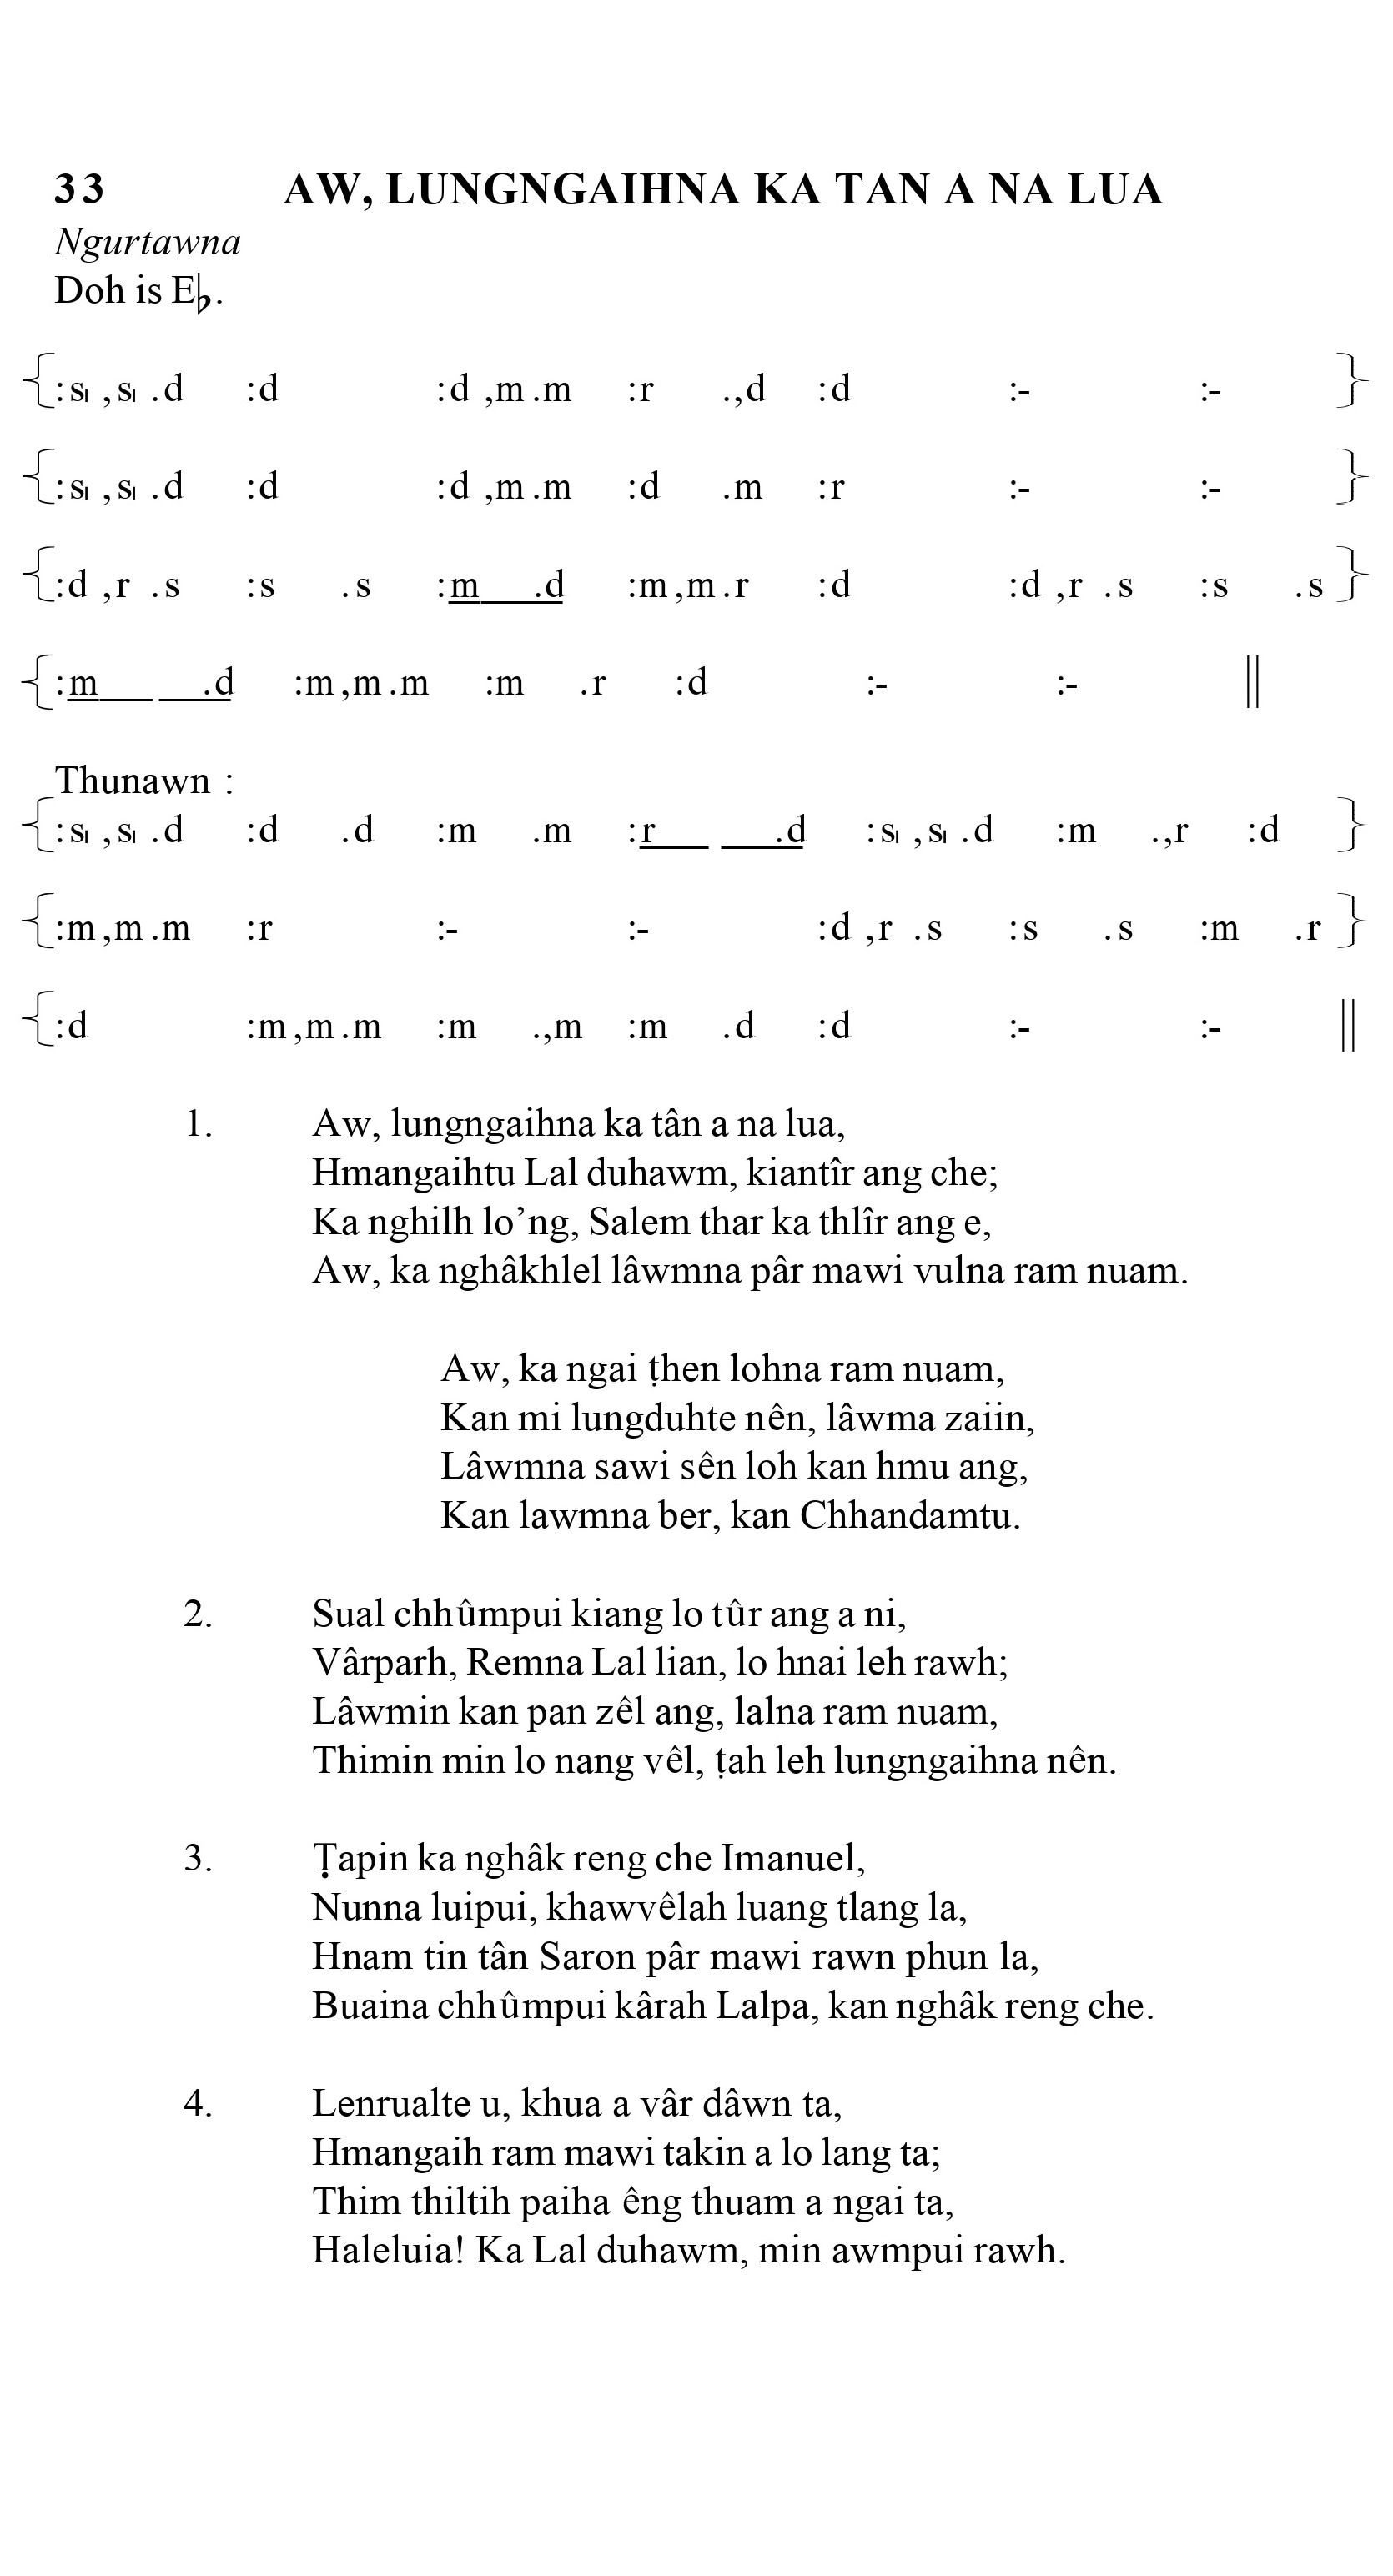 33 AW, LUNGNGAIHNA KA TAN A NA LUA
Ngurtawna
Doh is E♭.
{:s₁ ,s₁ .d :d :d ,m .m :r .,d :d :- :- }
{:s₁ ,s₁ .d :d :d ,m .m :d .m :r :- :- }
{:d ,r .s :s .s :m .d :m ,m .r :d :d ,r .s :s .s }
{:m .d :m ,m .m :m .r :d :- :- ||
Thunawn :
{:s₁ ,s₁ .d :d .d :m .m :r .d :s₁ ,s₁ .d :m .,r :d }
{:m ,m .m :r :- :- :d ,r .s :s .s :m .r }
{:d :m ,m .m :m .,m :m .d :d :- :- ||
1. Aw, lungngaihna ka tân a na lua,
Hmangaihtu Lal duhawm, kiantîr ang che;
Ka nghilh lo’ng, Salem thar ka thlîr ang e,
Aw, ka nghâkhlel lâwmna pâr mawi vulna ram nuam.
Aw, ka ngai ṭhen lohna ram nuam,
Kan mi lungduhte nên, lâwma zaiin,
Lâwmna sawi sên loh kan hmu ang,
Kan lawmna ber, kan Chhandamtu.
2. Sual chhûmpui kiang lo tûr ang a ni,
Vârparh, Remna Lal lian, lo hnai leh rawh;
Lâwmin kan pan zêl ang, lalna ram nuam,
Thimin min lo nang vêl, ṭah leh lungngaihna nên.
3. Ṭapin ka nghâk reng che Imanuel,
Nunna luipui, khawvêlah luang tlang la,
Hnam tin tân Saron pâr mawi rawn phun la,
Buaina chhûmpui kârah Lalpa, kan nghâk reng che.
4. Lenrualte u, khua a vâr dâwn ta,
Hmangaih ram mawi takin a lo lang ta;
Thim thiltih paiha êng thuam a ngai ta,
Haleluia! Ka Lal duhawm, min awmpui rawh.